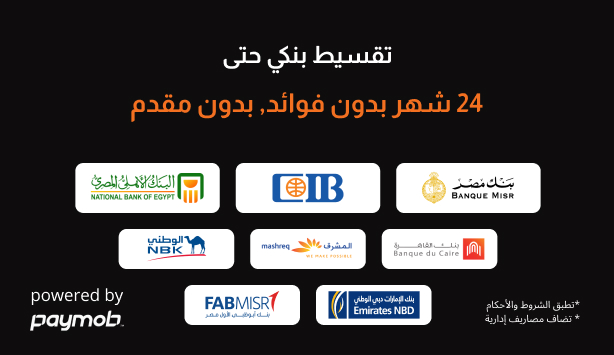 تقسيط بنكي حتى
24 شهر بدون فوائد, بدون مقدم
البنك الأهلي المصري
NATIONAL BANK OF EGYPT
CIB
بنك مصر
BANQUE MISR
الوطني
NBK
mashreq المشرق
WE MAKE POSSIBLE
بنك القاهرة
Banque du Caire
FABMISR
بنك أبوظبي الأول مصر
بنك الإمارات دبي الوطني
Emirates NBD
powered by
paymob
*تطبق الشروط والأحكام
* تضاف مصاريف إدارية